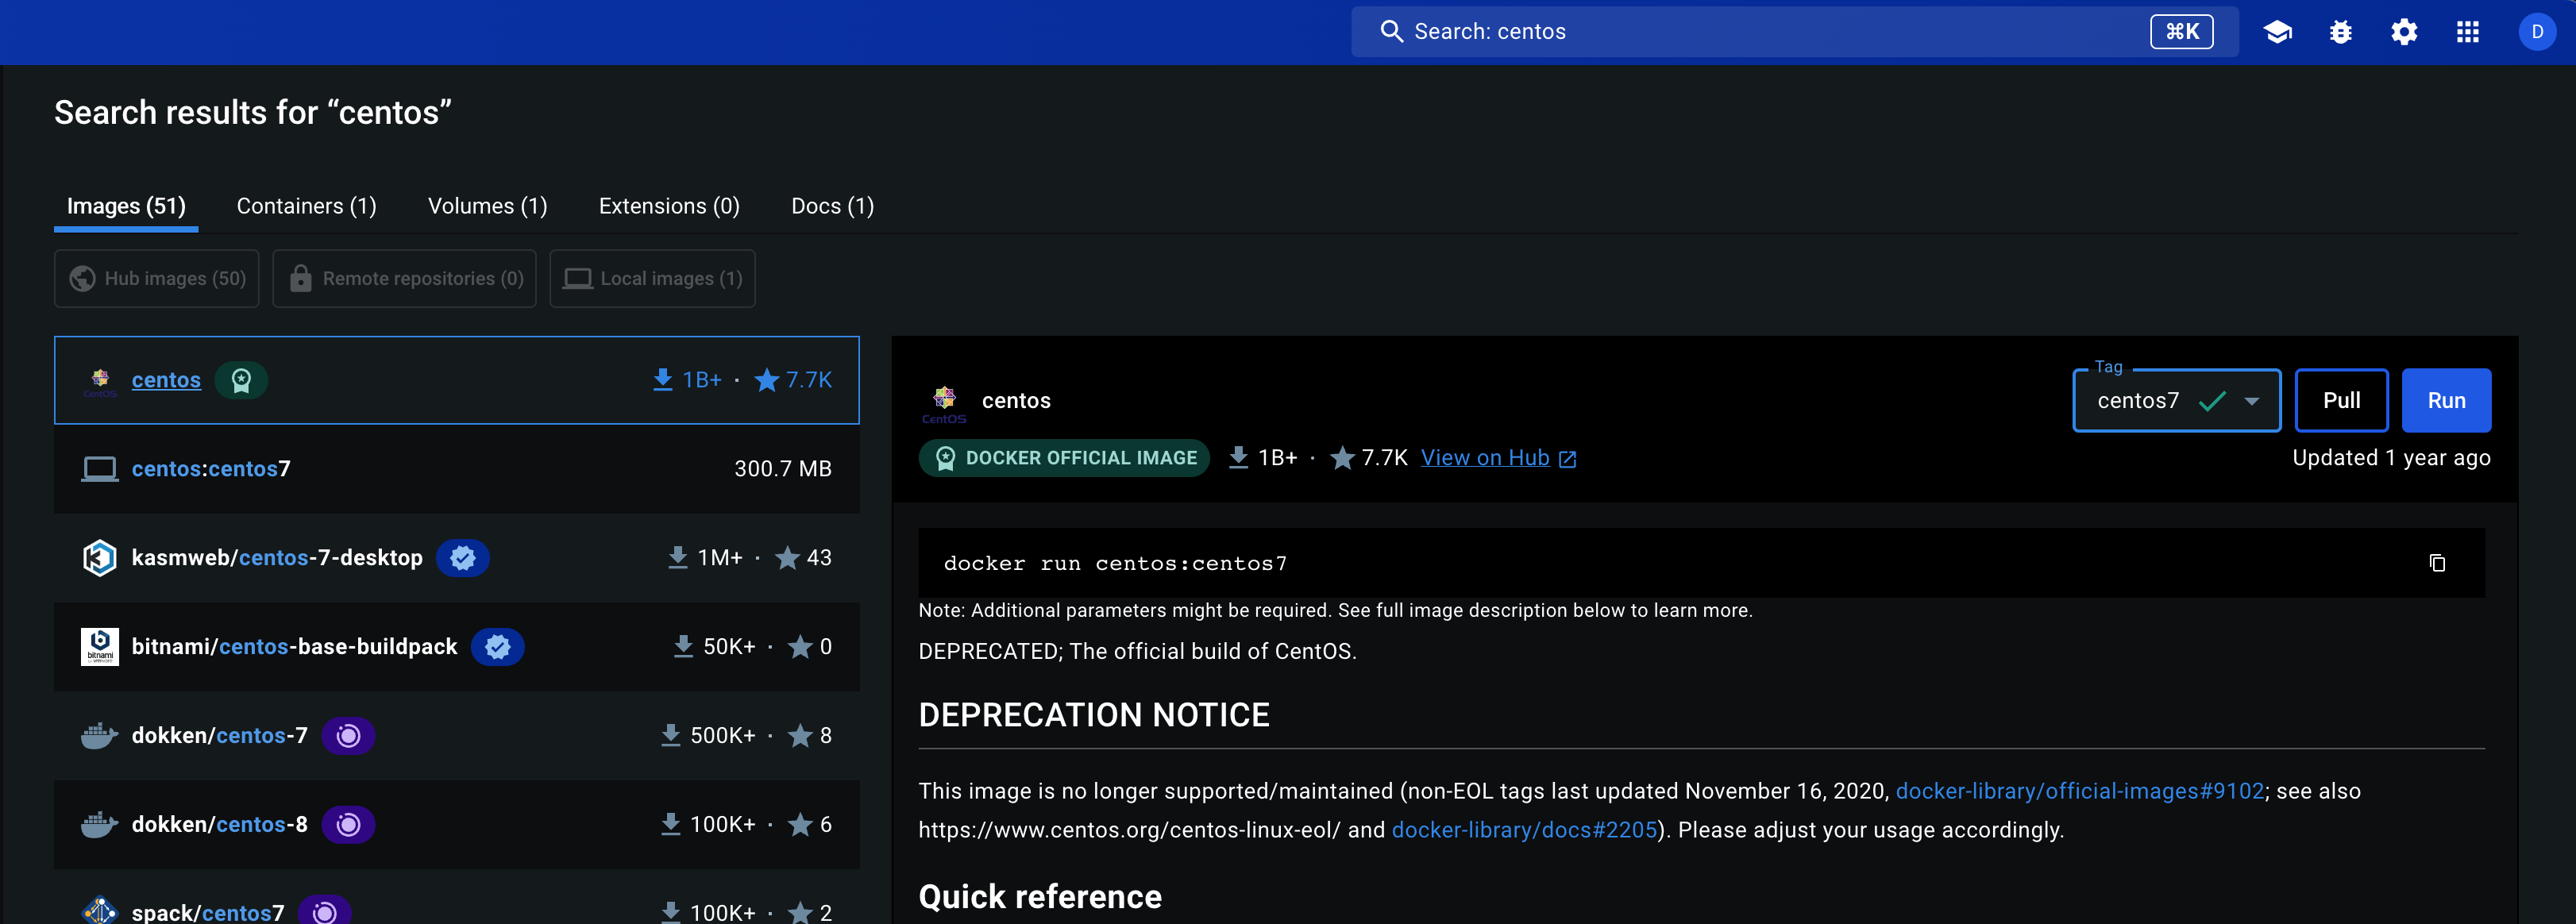 Search: centos
⌘K
D
Search results for “centos”
Images (51)
Containers (1)
Volumes (1)
Extensions (0)
Docs (1)
Hub images (50)
Remote repositories (0)
Local images (1)
CentOS
centos
1B+ · 7.7K
centos:centos7
300.7 MB
kasmweb/centos-7-desktop
1M+ · 43
bitnami
bitnami/centos-base-buildpack
50K+ · 0
dokken/centos-7
500K+ · 8
dokken/centos-8
100K+ · 6
spack/centos7
100K+ · 2
CentOS
centos
Tag
centos7
Pull
Run
DOCKER OFFICIAL IMAGE
1B+ · 7.7K
View on Hub
Updated 1 year ago
docker run centos:centos7
Note: Additional parameters might be required. See full image description below to learn more.
DEPRECATED; The official build of CentOS.
DEPRECATION NOTICE
This image is no longer supported/maintained (non-EOL tags last updated November 16, 2020, docker-library/official-images#9102; see also
https://www.centos.org/centos-linux-eol/ and docker-library/docs#2205). Please adjust your usage accordingly.
Quick reference